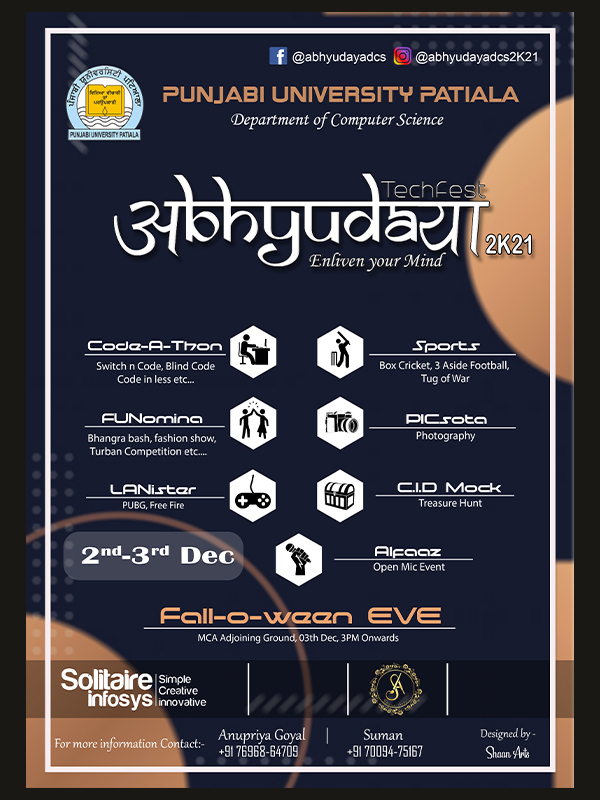 @abhyudayadcs @abhyudayadcs2K21
ਪੰਜਾਬੀ ਯੂਨੀਵਰਸਿਟੀ ਪਟਿਆਲਾ
ਵਿਦਿਆ ਵੀਚਾਰੀ
ਤਾਂ
ਪਰਉਪਕਾਰੀ
PUNJABI UNIVERSITY PATIALA
PUNJABI UNIVERSITY PATIALA
Department of Computer Science
TechFest
abhyudaya 2K21
Enliven your Mind
Code-A-Thon
Switch n Code, Blind Code
Code in less etc...
Sports
Box Cricket, 3 Aside Football,
Tug of War
FUNomina
Bhangra bash, fashion show,
Turban Competition etc....
PICsota
Photography
LANister
PUBG, Free Fire
C.I.D Mock
Treasure Hunt
2nd-3rd Dec
Alfaaz
Open Mic Event
Fall-o-ween EVE
MCA Adjoining Ground, 03th Dec, 3PM Onwards
Solitaire
infosys
Simple
Creative
innovative
For more information Contact:-
Anupriya Goyal
+91 76968-64709
Suman
+91 70094-75167
Designed by -
Shaan Arts